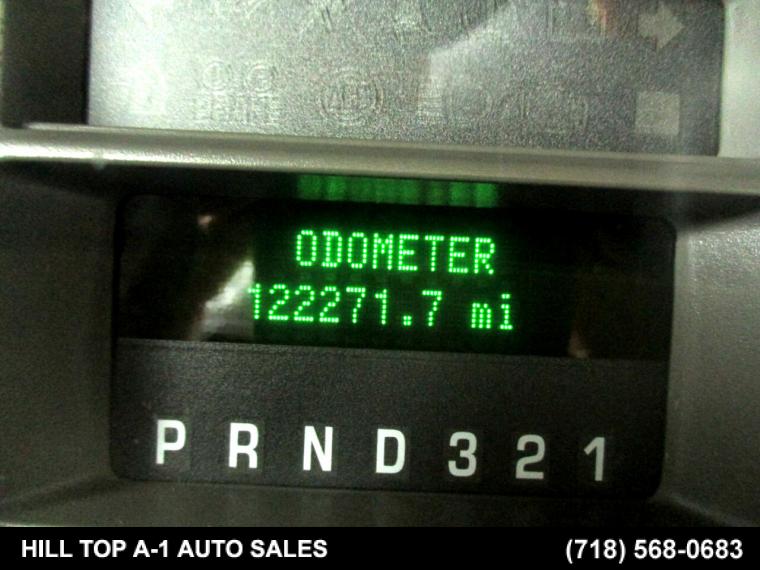 ODOMETER
122271.7 mi
P R N D 3 2 1
HILL TOP A-1 AUTO SALES (718) 568-0683